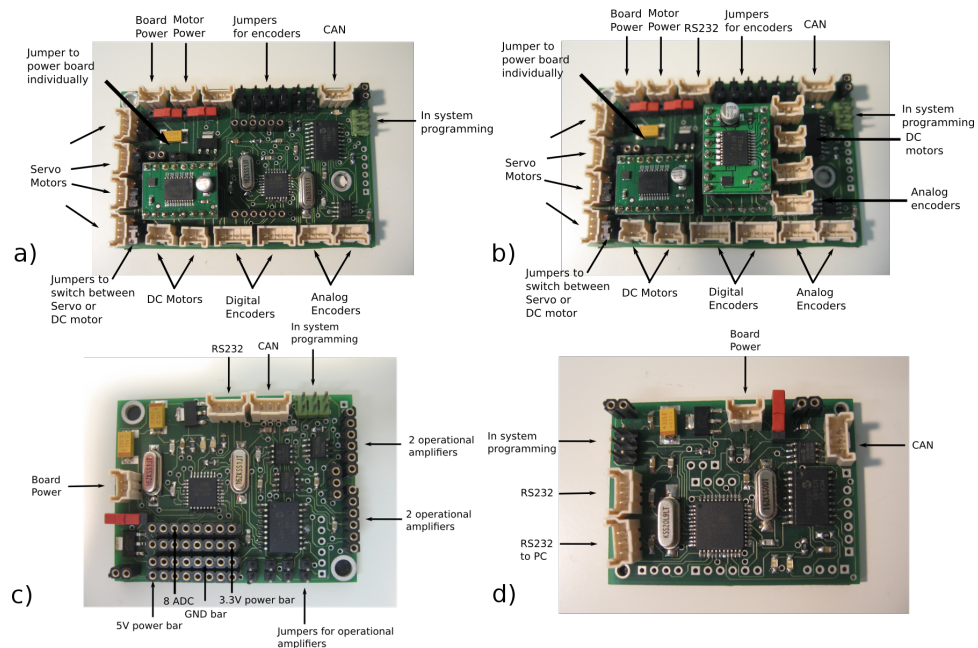 Board
Power
Motor
Power
Jumpers
for encoders
CAN
Jumper to
power board
individually
In system
programming
Servo
Motors
a)
Jumpers to
switch between
Servo or
DC motor
DC Motors
Digital
Encoders
Analog
Encoders
Board
Power
Motor
Power
RS232
Jumpers
for encoders
CAN
Jumper to
power board
individually
In system
programming
DC
motors
Servo
Motors
Analog
encoders
b)
Jumpers to
switch between
Servo or
DC motor
DC Motors
Digital
Encoders
Analog
Encoders
RS232
CAN
In system
programming
2 operational
amplifiers
Board
Power
2 operational
amplifiers
c)
8 ADC
3.3V power bar
GND bar
5V power bar
Jumpers for operational
amplifiers
Board
Power
In system
programming
CAN
RS232
RS232
to PC
KSS20L9LT
d)